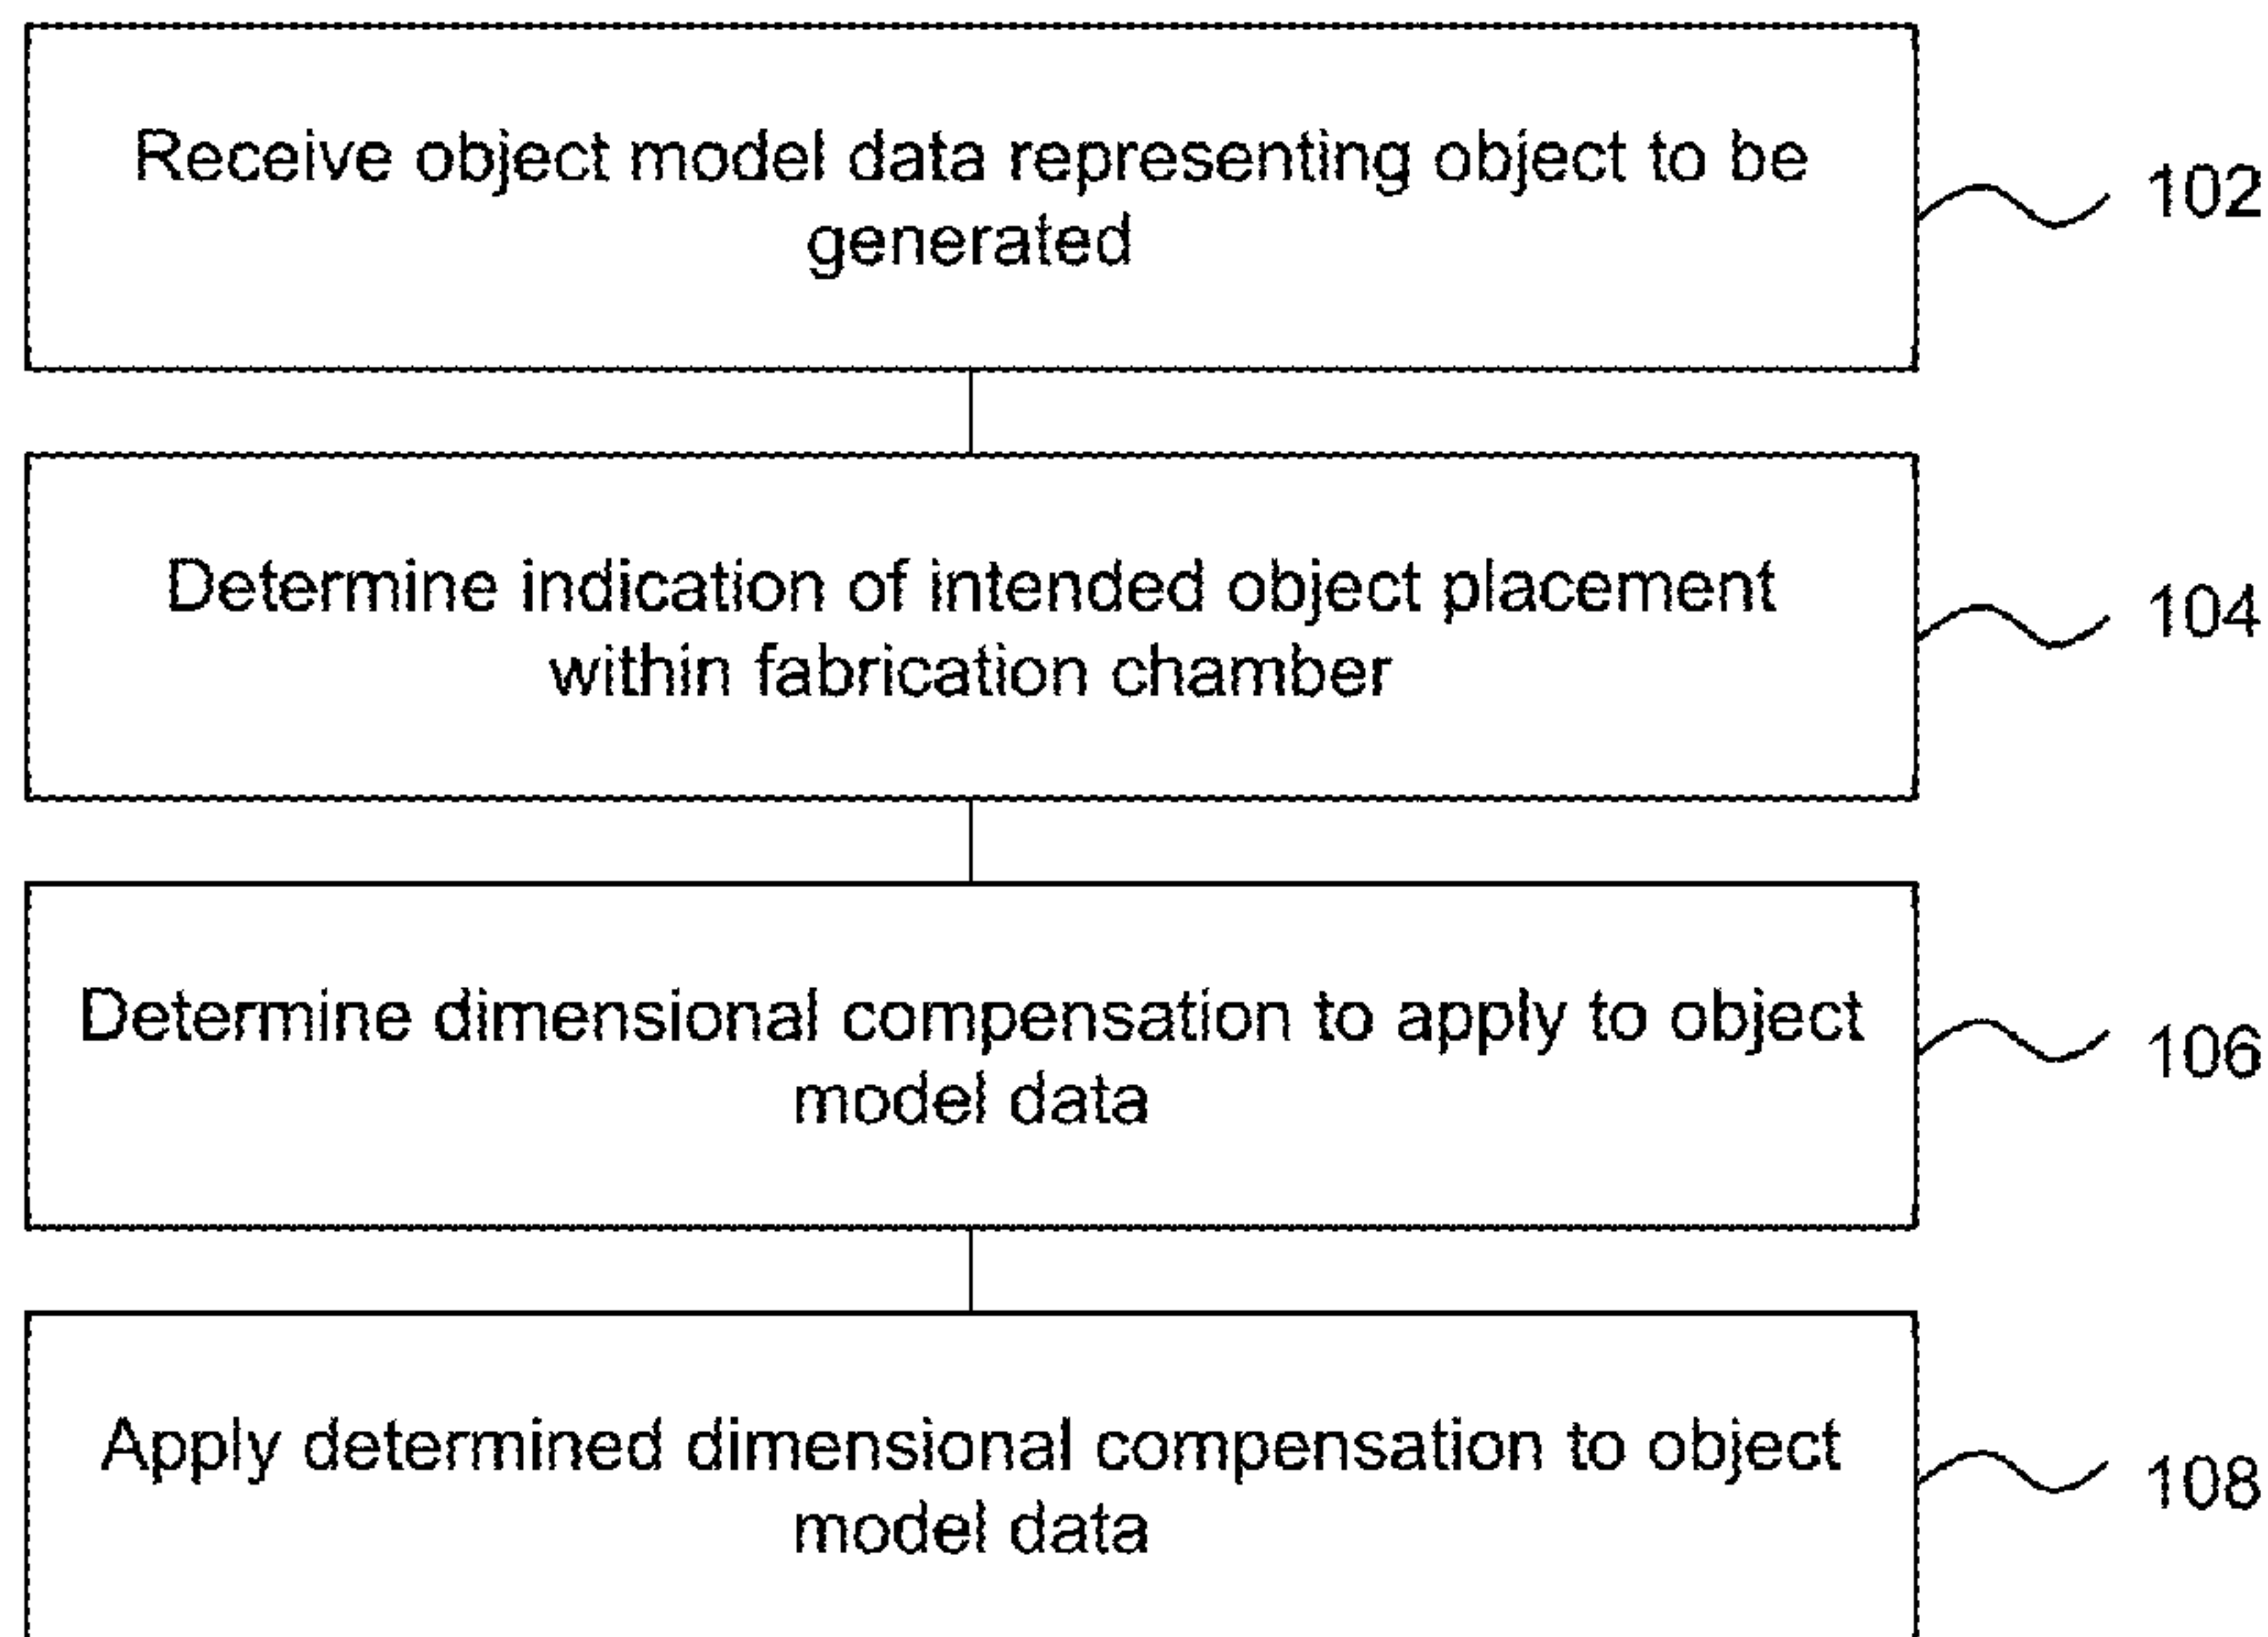 Receive object model data representing object to be
generated
102
Determine indication of intended object placement
within fabrication chamber
104
Determine dimensional compensation to apply to object
model data
106
Apply determined dimensional compensation to object
model data
108